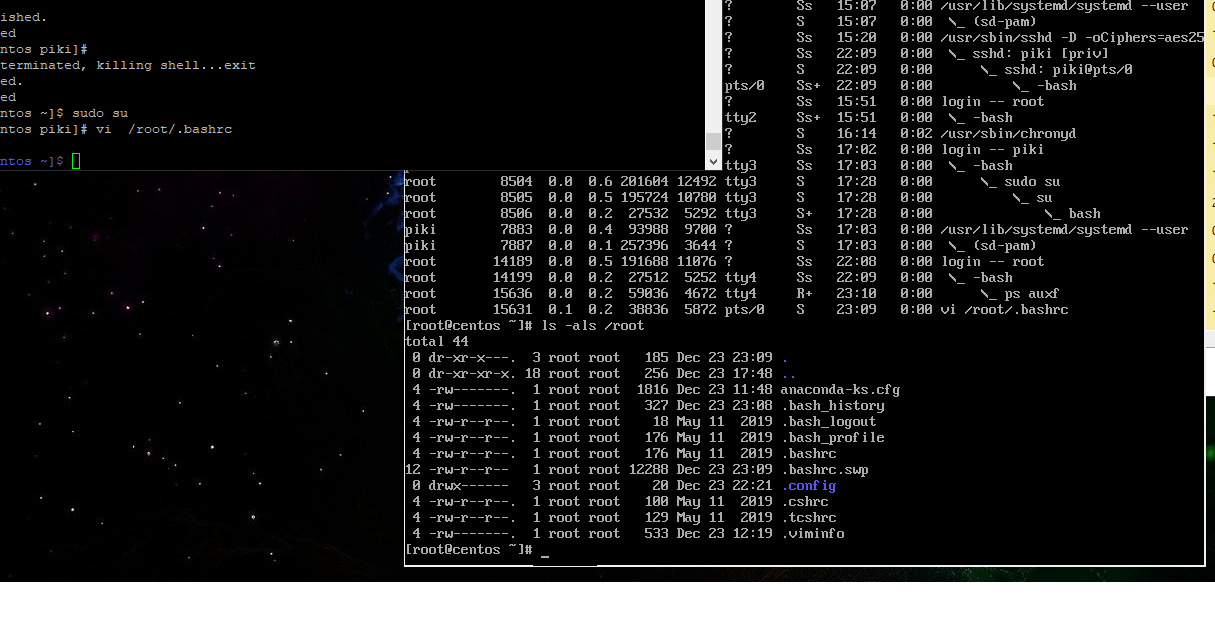 ished.
ed
ntos piki]#
terminated, killing shell...exit
ed.
ed
ntos ~]$ sudo su
ntos piki]# vi  /root/.bashrc
ntos ~]$
? Ss 15:07 0:00 /usr/lib/systemd/systemd --user
? S 15:07 0:00 \_ (sd-pam)
? Ss 15:20 0:00 /usr/sbin/sshd -D -oCiphers=aes25
? Ss 22:09 0:00 \_ sshd: piki [priv]
? S 22:09 0:00 \_ sshd: piki@pts/0
pts/0 Ss+ 22:09 0:00 \_ -bash
? Ss 15:51 0:00 login -- root
tty2 Ss+ 15:51 0:00 \_ -bash
? S 16:14 0:02 /usr/sbin/chronyd
? Ss 17:02 0:00 login -- piki
tty3 Ss 17:03 0:00 \_ -bash
root 8504 0.0 0.6 201604 12492 tty3 S 17:28 0:00 \_ sudo su
root 8505 0.0 0.5 195724 10780 tty3 S 17:28 0:00 \_ su
root 8506 0.0 0.2 27532 5292 tty3 S+ 17:28 0:00 \_ bash
piki 7883 0.0 0.4 93988 9700 ? Ss 17:03 0:00 /usr/lib/systemd/systemd --user
piki 7887 0.0 0.1 257396 3644 ? S 17:03 0:00 \_ (sd-pam)
root 14189 0.0 0.5 191688 11076 ? Ss 22:08 0:00 login -- root
root 14199 0.0 0.2 27512 5252 tty4 Ss 22:09 0:00 \_ -bash
root 15636 0.0 0.2 59036 4672 tty4 R+ 23:10 0:00 \_ ps auxf
root 15631 0.1 0.2 38836 5872 pts/0 S 23:09 0:00 vi /root/.bashrc
[root@centos ~]# ls -als /root
total 44
0 dr-xr-x---. 3 root root 185 Dec 23 23:09 .
0 dr-xr-xr-x. 18 root root 256 Dec 23 17:48 ..
4 -rw-------. 1 root root 1816 Dec 23 11:48 anaconda-ks.cfg
4 -rw-------. 1 root root 327 Dec 23 23:08 .bash_history
4 -rw-r--r--. 1 root root 18 May 11 2019 .bash_logout
4 -rw-r--r--. 1 root root 176 May 11 2019 .bash_profile
4 -rw-r--r--. 1 root root 176 May 11 2019 .bashrc
12 -rw-r--r-- 1 root root 12288 Dec 23 23:09 .bashrc.swp
0 drwx------ 3 root root 20 Dec 23 22:21 .config
4 -rw-r--r--. 1 root root 100 May 11 2019 .cshrc
4 -rw-r--r--. 1 root root 129 May 11 2019 .tcshrc
4 -rw-------. 1 root root 533 Dec 23 12:19 .viminfo
[root@centos ~]# _